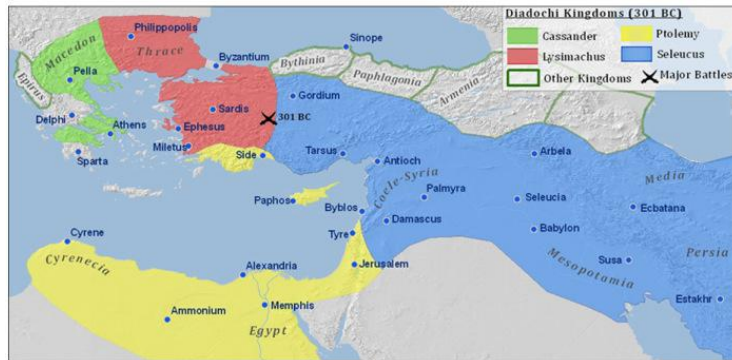 Diadochi Kingdoms (301 BC)
Cassander
Ptolemy
Lysimachus
Seleucus
Other Kingdoms
Major Battles
Philippopolis
Macedon
Thrace
Sinope
Byzantium
Bythinia
Paphlagonia
Armenia
Pella
Epirus
Gordium
Sardis
301 BC
Delphi
Athens
Ephesus
Sparta
Miletus
Side
Tarsus
Antioch
Arbela
Media
Paphos
Byblos
Cocle-Syria
Palmyra
Seleucia
Ecbatana
Damascus
Cyrene
Tyre
Babylon
Cyrenecia
Alexandria
Jerusalem
Mesopotamia
Susa
Persia
Ammonium
Memphis
Egypt
Estakhr